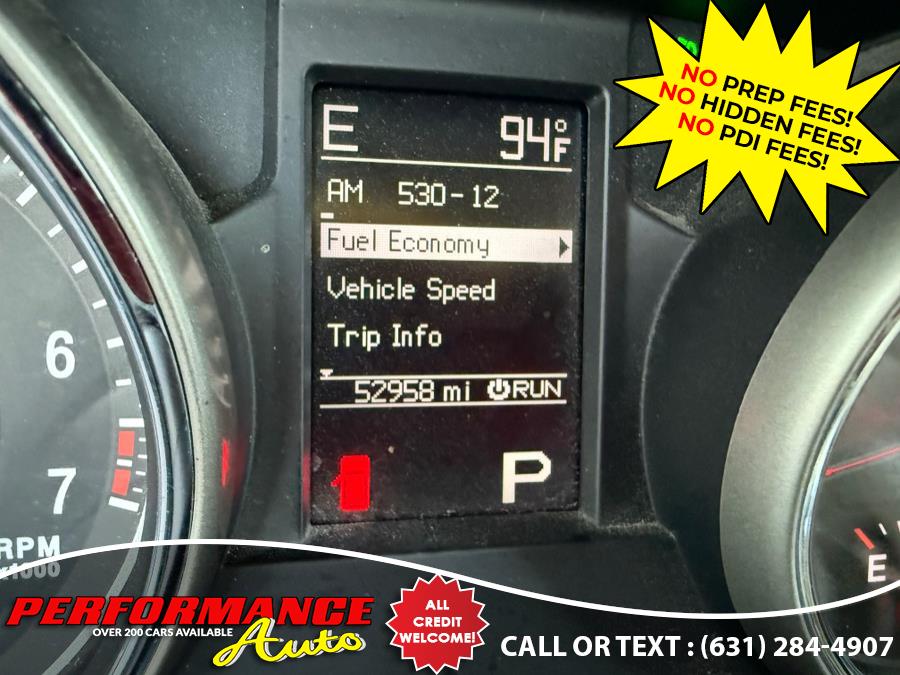 NO PREP FEES!
NO HIDDEN FEES!
NO PDI FEES!
E 94°F
AM 530-12
Fuel Economy
Vehicle Speed
Trip Info
52958 mi RUN
P
6
7
RPM
x1000
E
PERFORMANCE
OVER 200 CARS AVAILABLE
Auto
ALL
CREDIT
WELCOME!
CALL OR TEXT : (631) 284-4907